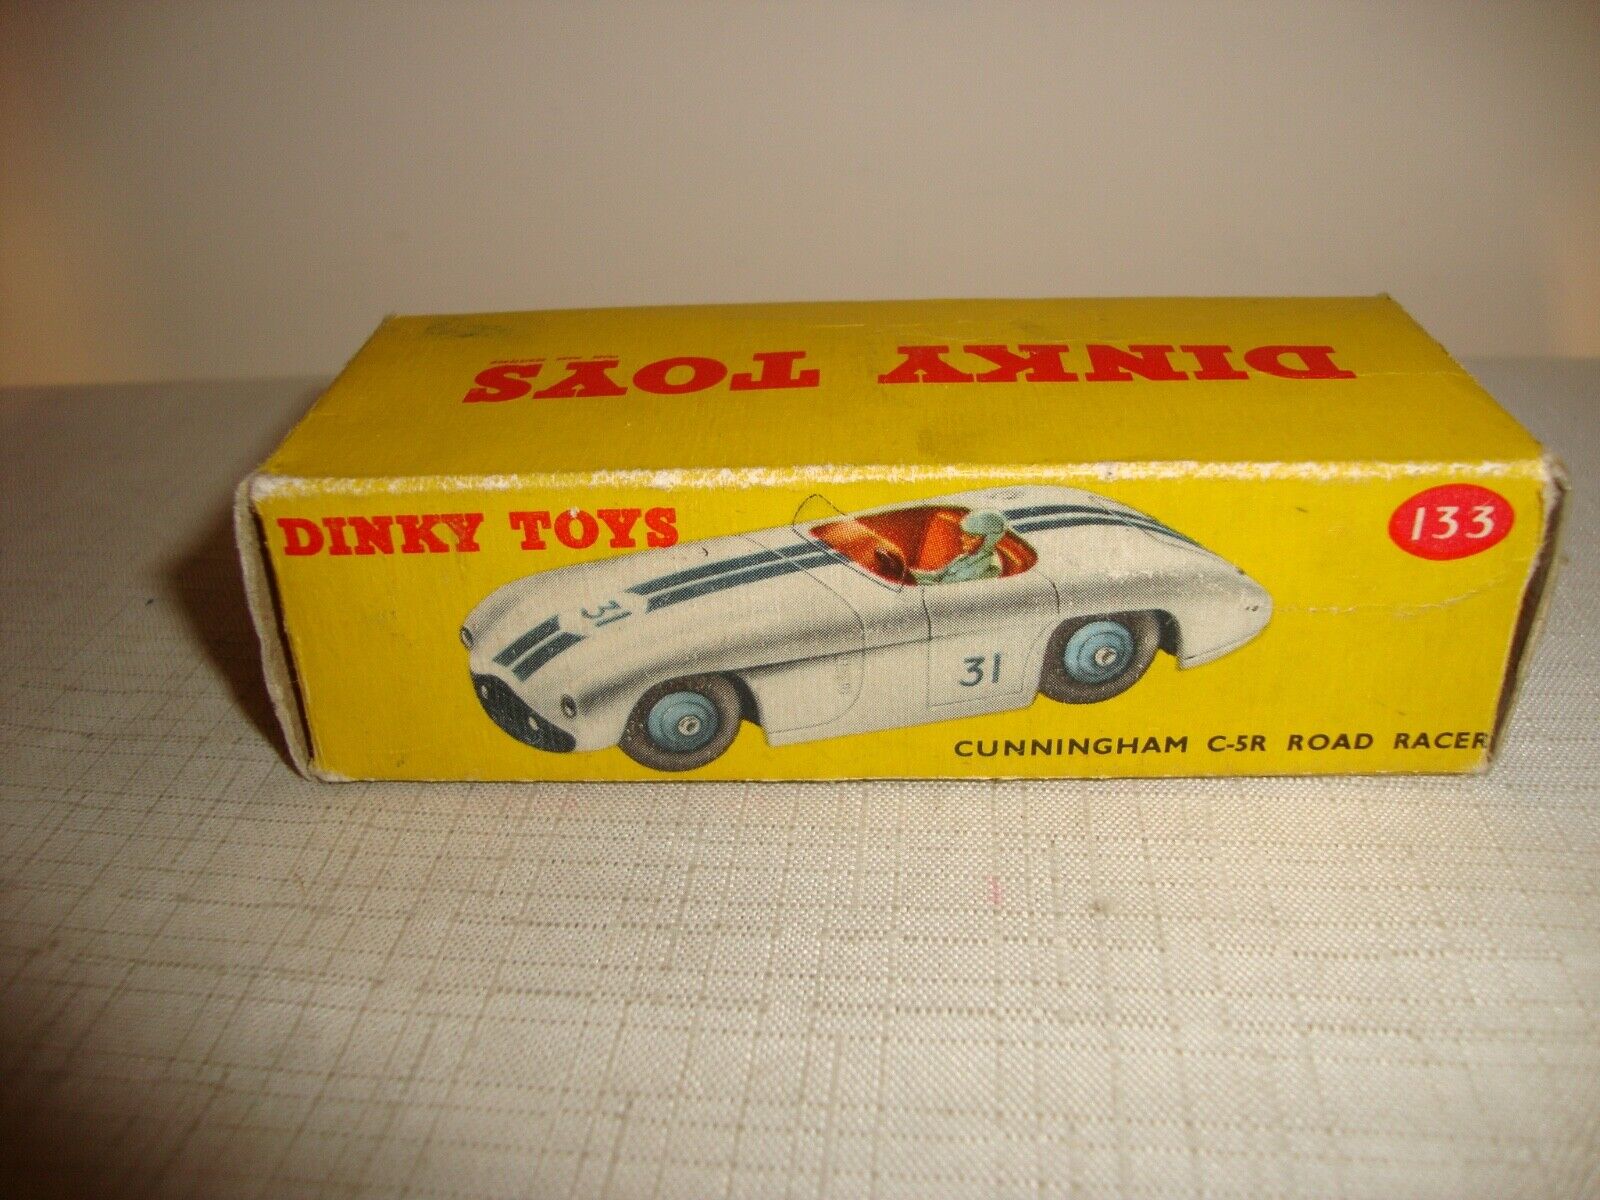 DINKY TOYS
DINKY TOYS
133
31
31
CUNNINGHAM C-5R ROAD RACER